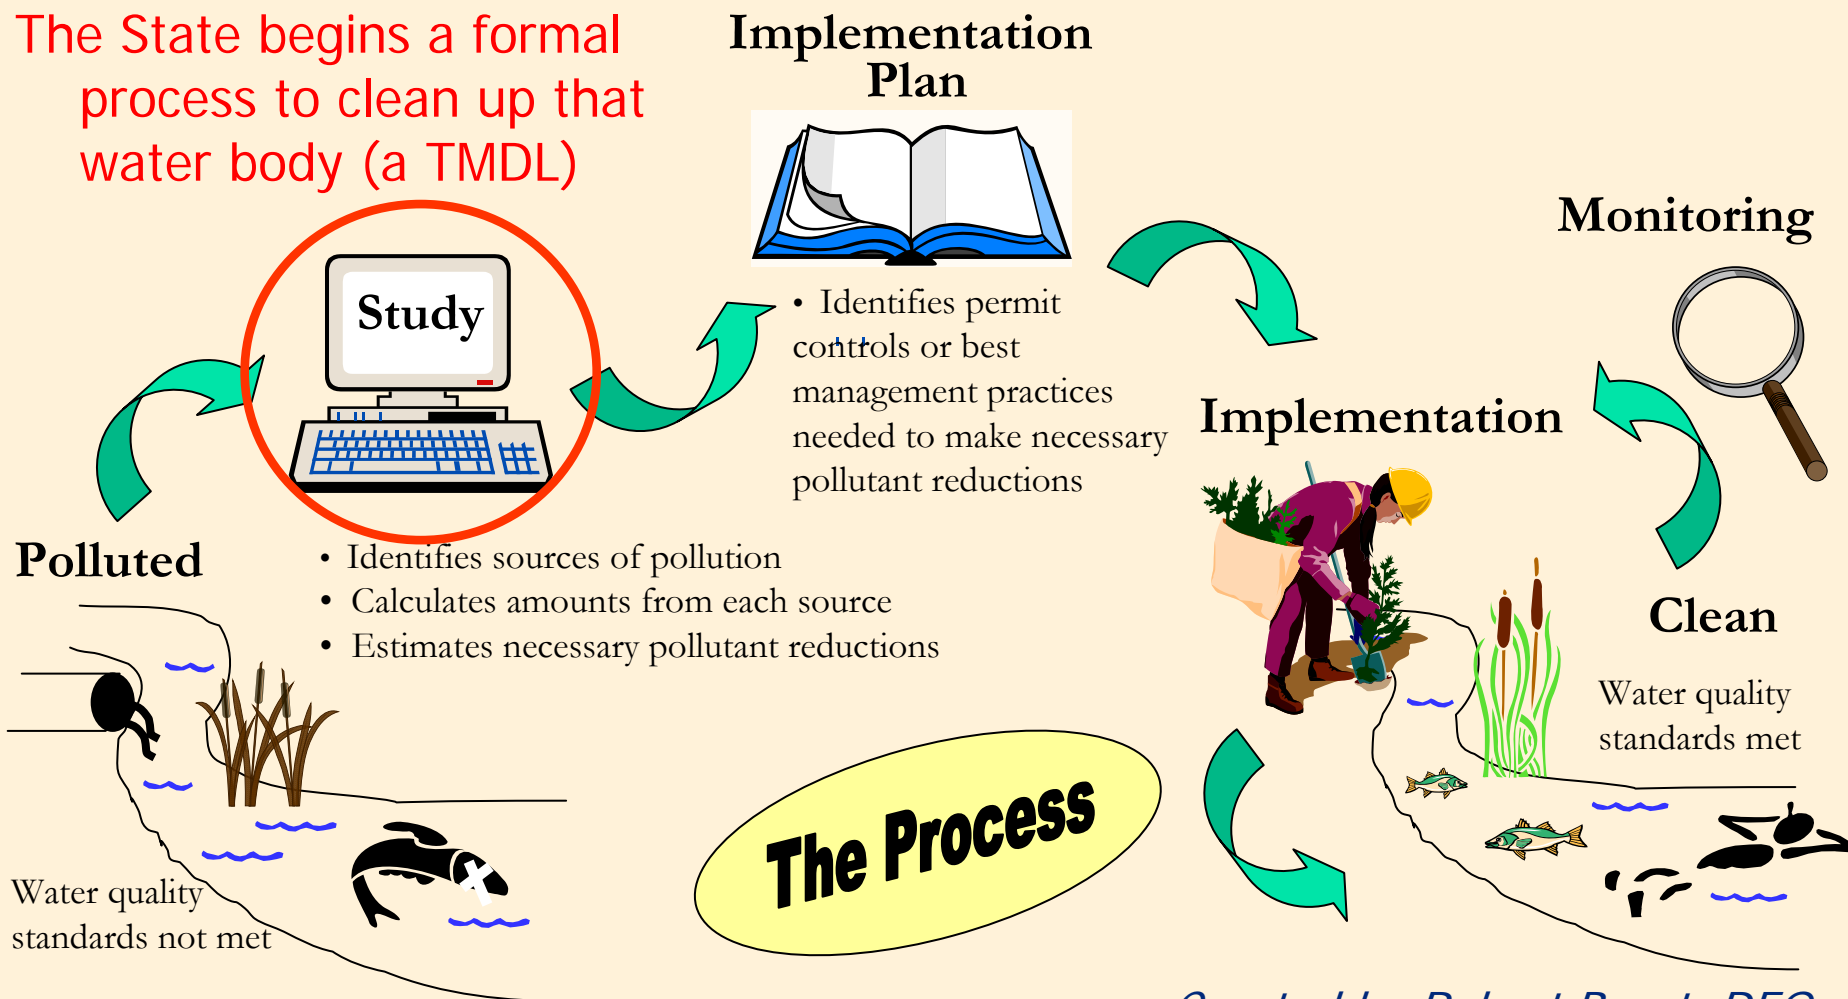 The State begins a formal
process to clean up that
water body (a TMDL)
Implementation
Plan
Monitoring
Study
• Identifies permit
controls or best
management practices
needed to make necessary
pollutant reductions
Implementation
Polluted
• Identifies sources of pollution
• Calculates amounts from each source
• Estimates necessary pollutant reductions
Clean
Water quality
standards met
The Process
Water quality
standards not met